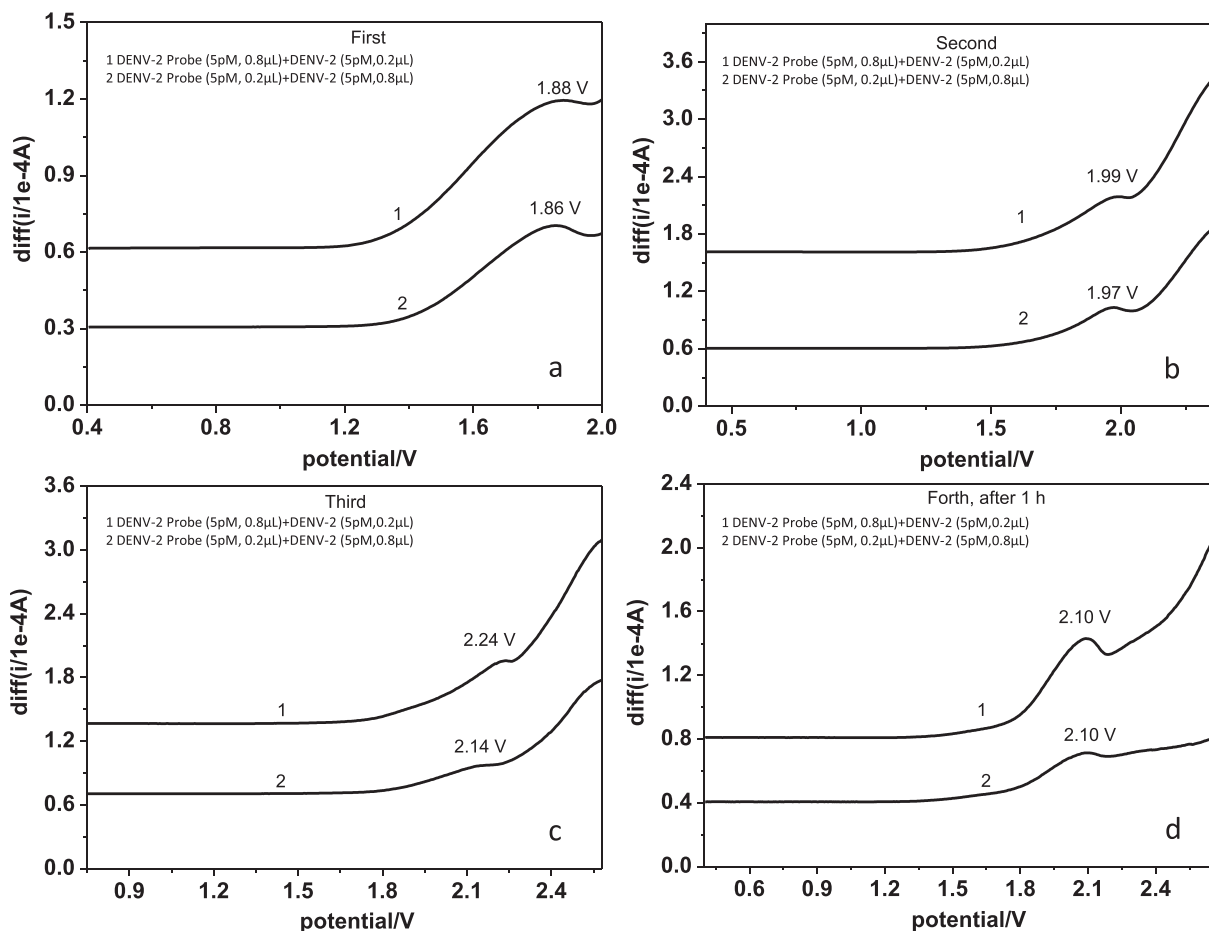 First
1 DENV-2 Probe (5pM, 0.8µL)+DENV-2 (5pM,0.2µL)
2 DENV-2 Probe (5pM, 0.2µL)+DENV-2 (5pM,0.8µL)
1.88 V
1.86 V
1
2
a
diff(i/1e-4A)
1.5
1.2
0.9
0.6
0.3
0.0
0.4 0.8 1.2 1.6 2.0
potential/V
Second
1 DENV-2 Probe (5pM, 0.8µL)+DENV-2 (5pM,0.2µL)
2 DENV-2 Probe (5pM, 0.2µL)+DENV-2 (5pM,0.8µL)
1.99 V
1
1.97 V
2
b
diff(i/1e-4A)
3.6
3.0
2.4
1.8
1.2
0.6
0.0
0.5 1.0 1.5 2.0
potential/V
Third
1 DENV-2 Probe (5pM, 0.8µL)+DENV-2 (5pM,0.2µL)
2 DENV-2 Probe (5pM, 0.2µL)+DENV-2 (5pM,0.8µL)
2.24 V
1
2.14 V
2
c
diff(i/1e-4A)
3.6
3.0
2.4
1.8
1.2
0.6
0.0
0.9 1.2 1.5 1.8 2.1 2.4
potential/V
Forth, after 1 h
1 DENV-2 Probe (5pM, 0.8µL)+DENV-2 (5pM,0.2µL)
2 DENV-2 Probe (5pM, 0.2µL)+DENV-2 (5pM,0.8µL)
2.10 V
1
2.10 V
2
d
diff(i/1e-4A)
2.4
2.0
1.6
1.2
0.8
0.4
0.0
0.6 0.9 1.2 1.5 1.8 2.1 2.4
potential/V